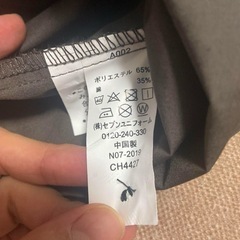 A002
ポリエステル 65%
綿 35%
(株)セブンユニフォーム
0120-240-330
中国製
N07-2019
CH4427